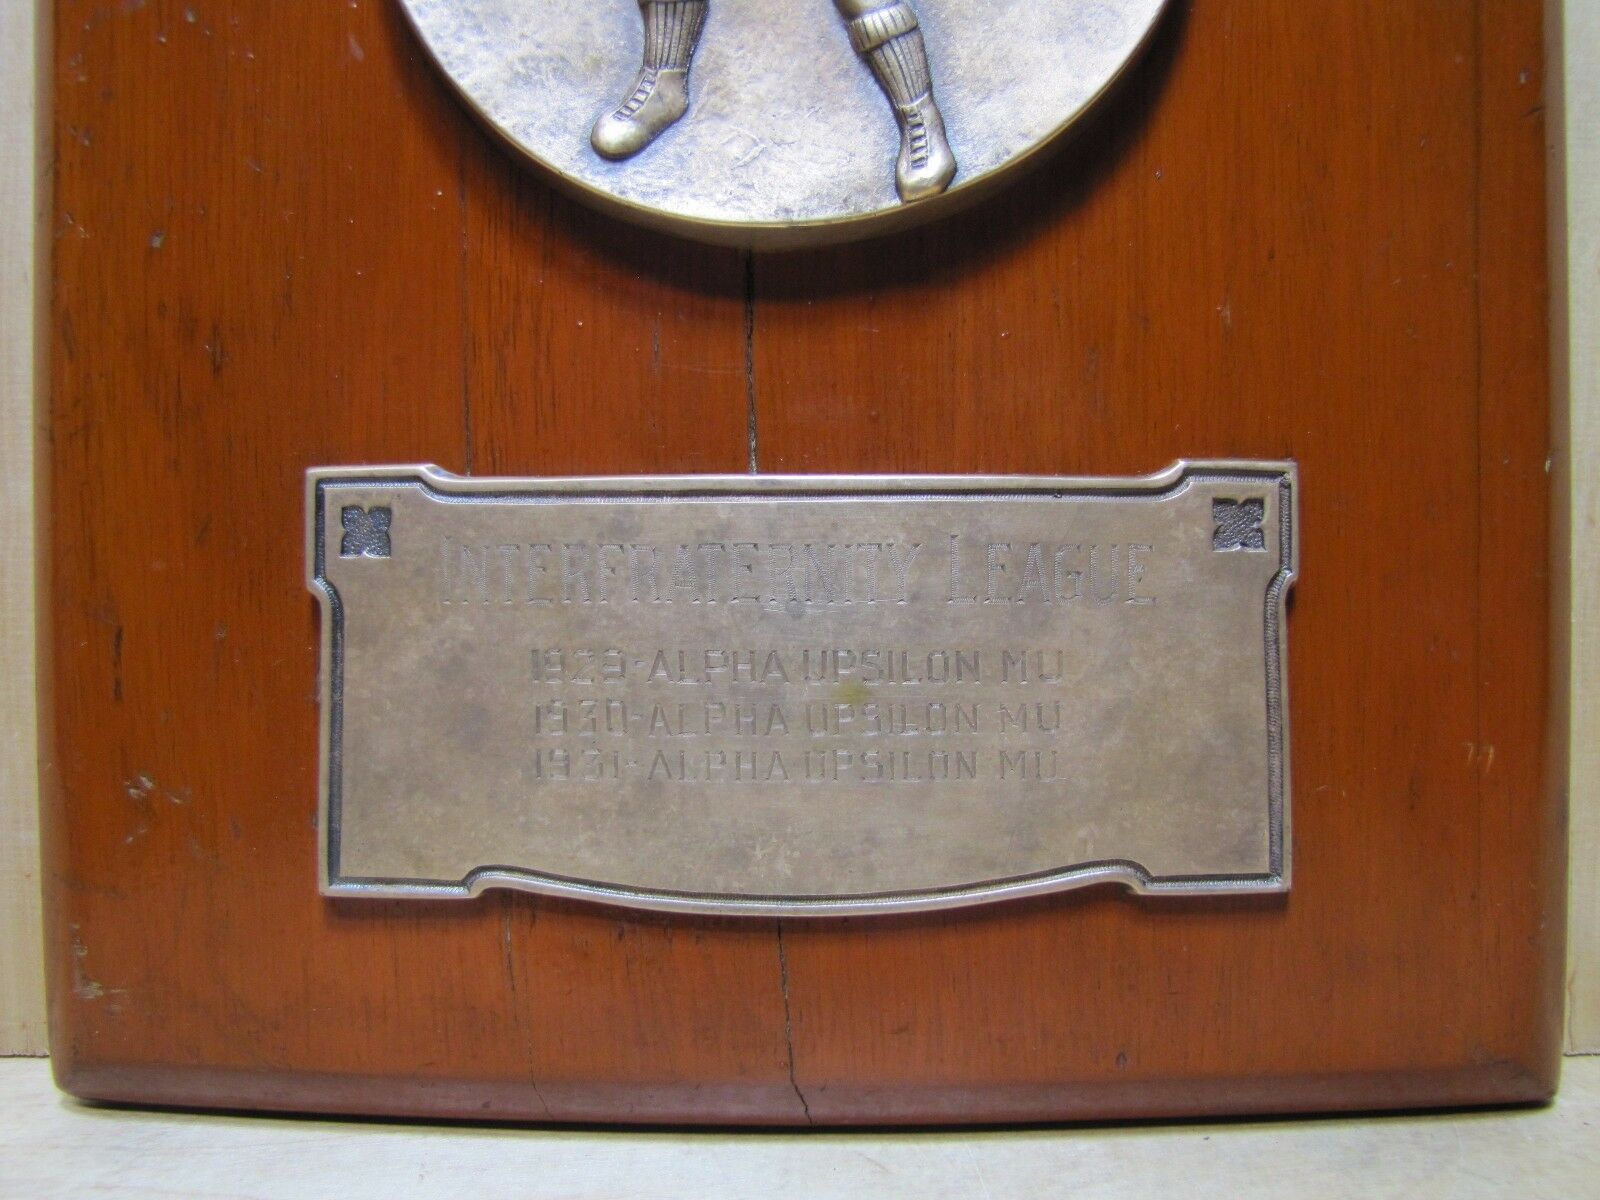 INTERFRATERNITY LEAGUE
1929-ALPHA UPSILON MU
1930-ALPHA UPSILON MU
1931-ALPHA UPSILON MU